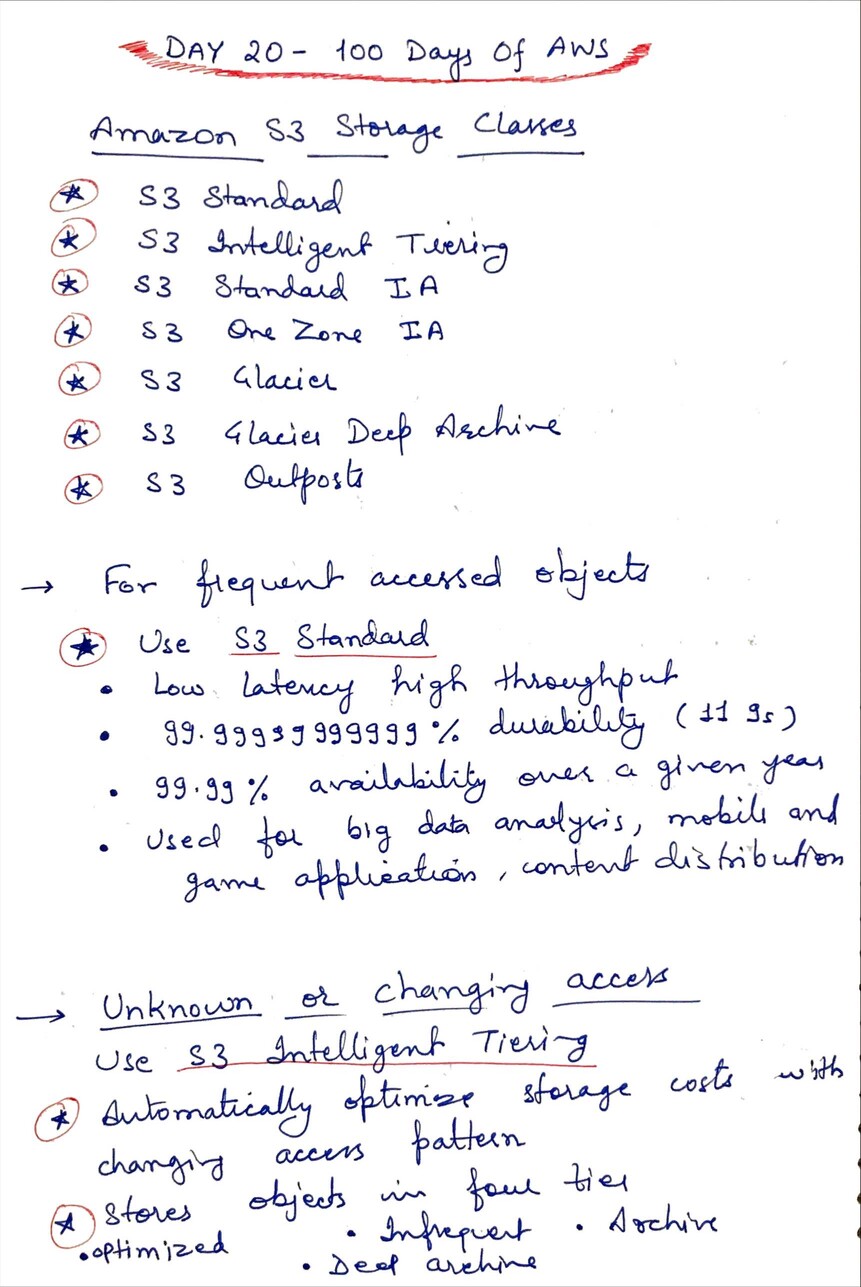 DAY 20 - 100 Days Of AWS
Amazon S3 Storage Classes
S3 Standard
S3 Intelligent Tiering
S3 Standard IA
S3 One Zone IA
S3 Glacier
S3 Glacier Deep Archive
S3 Outposts
→ For frequent accessed objects
Use S3 Standard
• Low latency high throughput
• 99.999999999999% durability (11 9s)
• 99.99% availability over a given year
• Used for big data analysis, mobile and
game application, content distribution
→ Unknown or changing access
Use S3 Intelligent Tiering
Automatically optimize storage costs with
changing access pattern
Stores objects in four tier
• optimized • Infrequent • Archive
• Deep archive